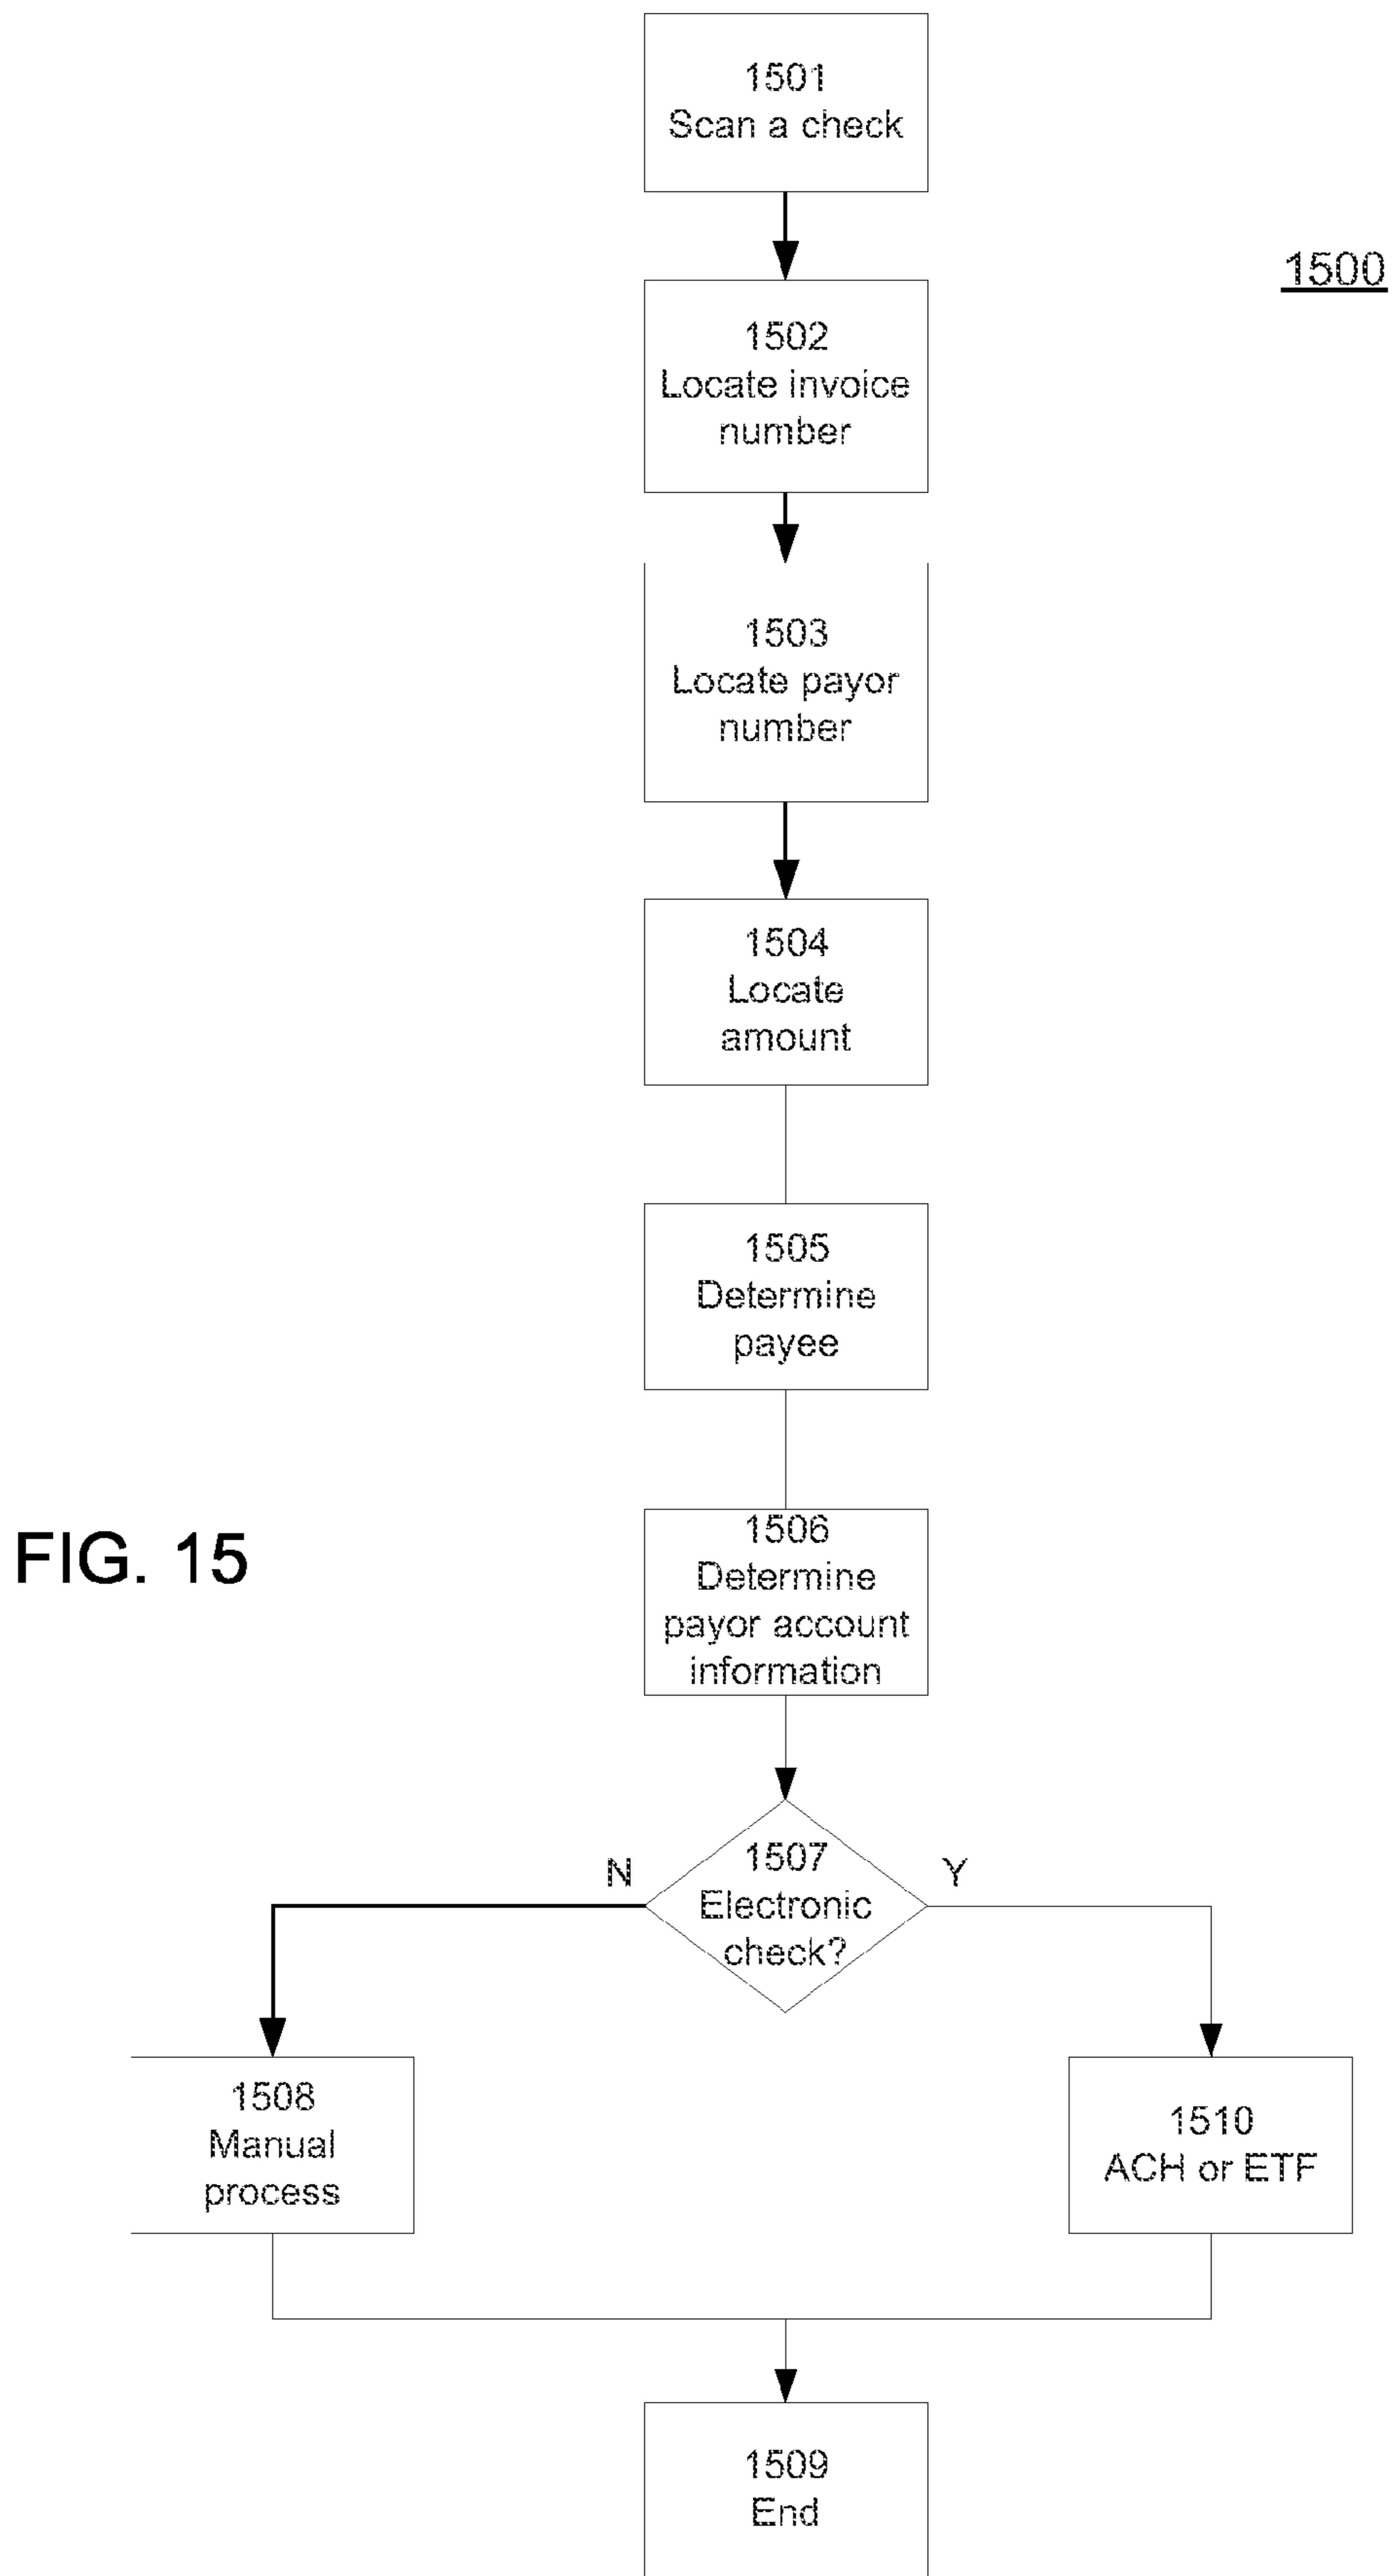 1501
Scan a check
1500
1502
Locate invoice
number
1503
Locate payor
number
1504
Locate
amount
1505
Determine
payee
FIG. 15
1506
Determine
payor account
information
1507
Electronic
check?
N
Y
1508
Manual
process
1510
ACH or ETF
1509
End